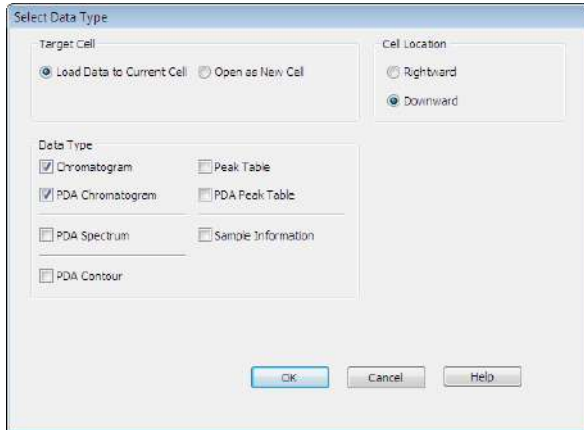 Select Data Type
Target Cell
Load Data to Current Cell Open as New Cell
Cell Location
Rightward
Downward
Data Type
Chromatogram Peak Table
PDA Chromatogram PDA Peak Table
PDA Spectrum Sample Information
PDA Contour
OK Cancel Help